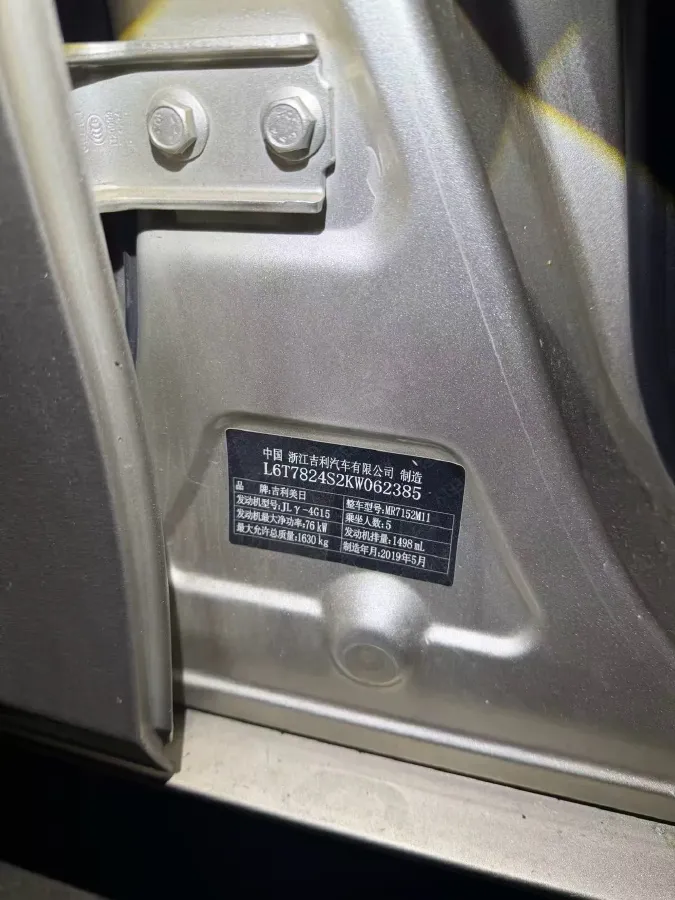 中国 浙江吉利汽车有限公司 制造
L6T7824S2KW062385
品 牌:吉利美日
整车型号:MR7152M11
发动机型号:JLγ-4G15
乘坐人数:5
发动机最大净功率:76 kW
发动机排量:1498 mL
最大允许总质量:1630 kg
制造年月:2019年5月